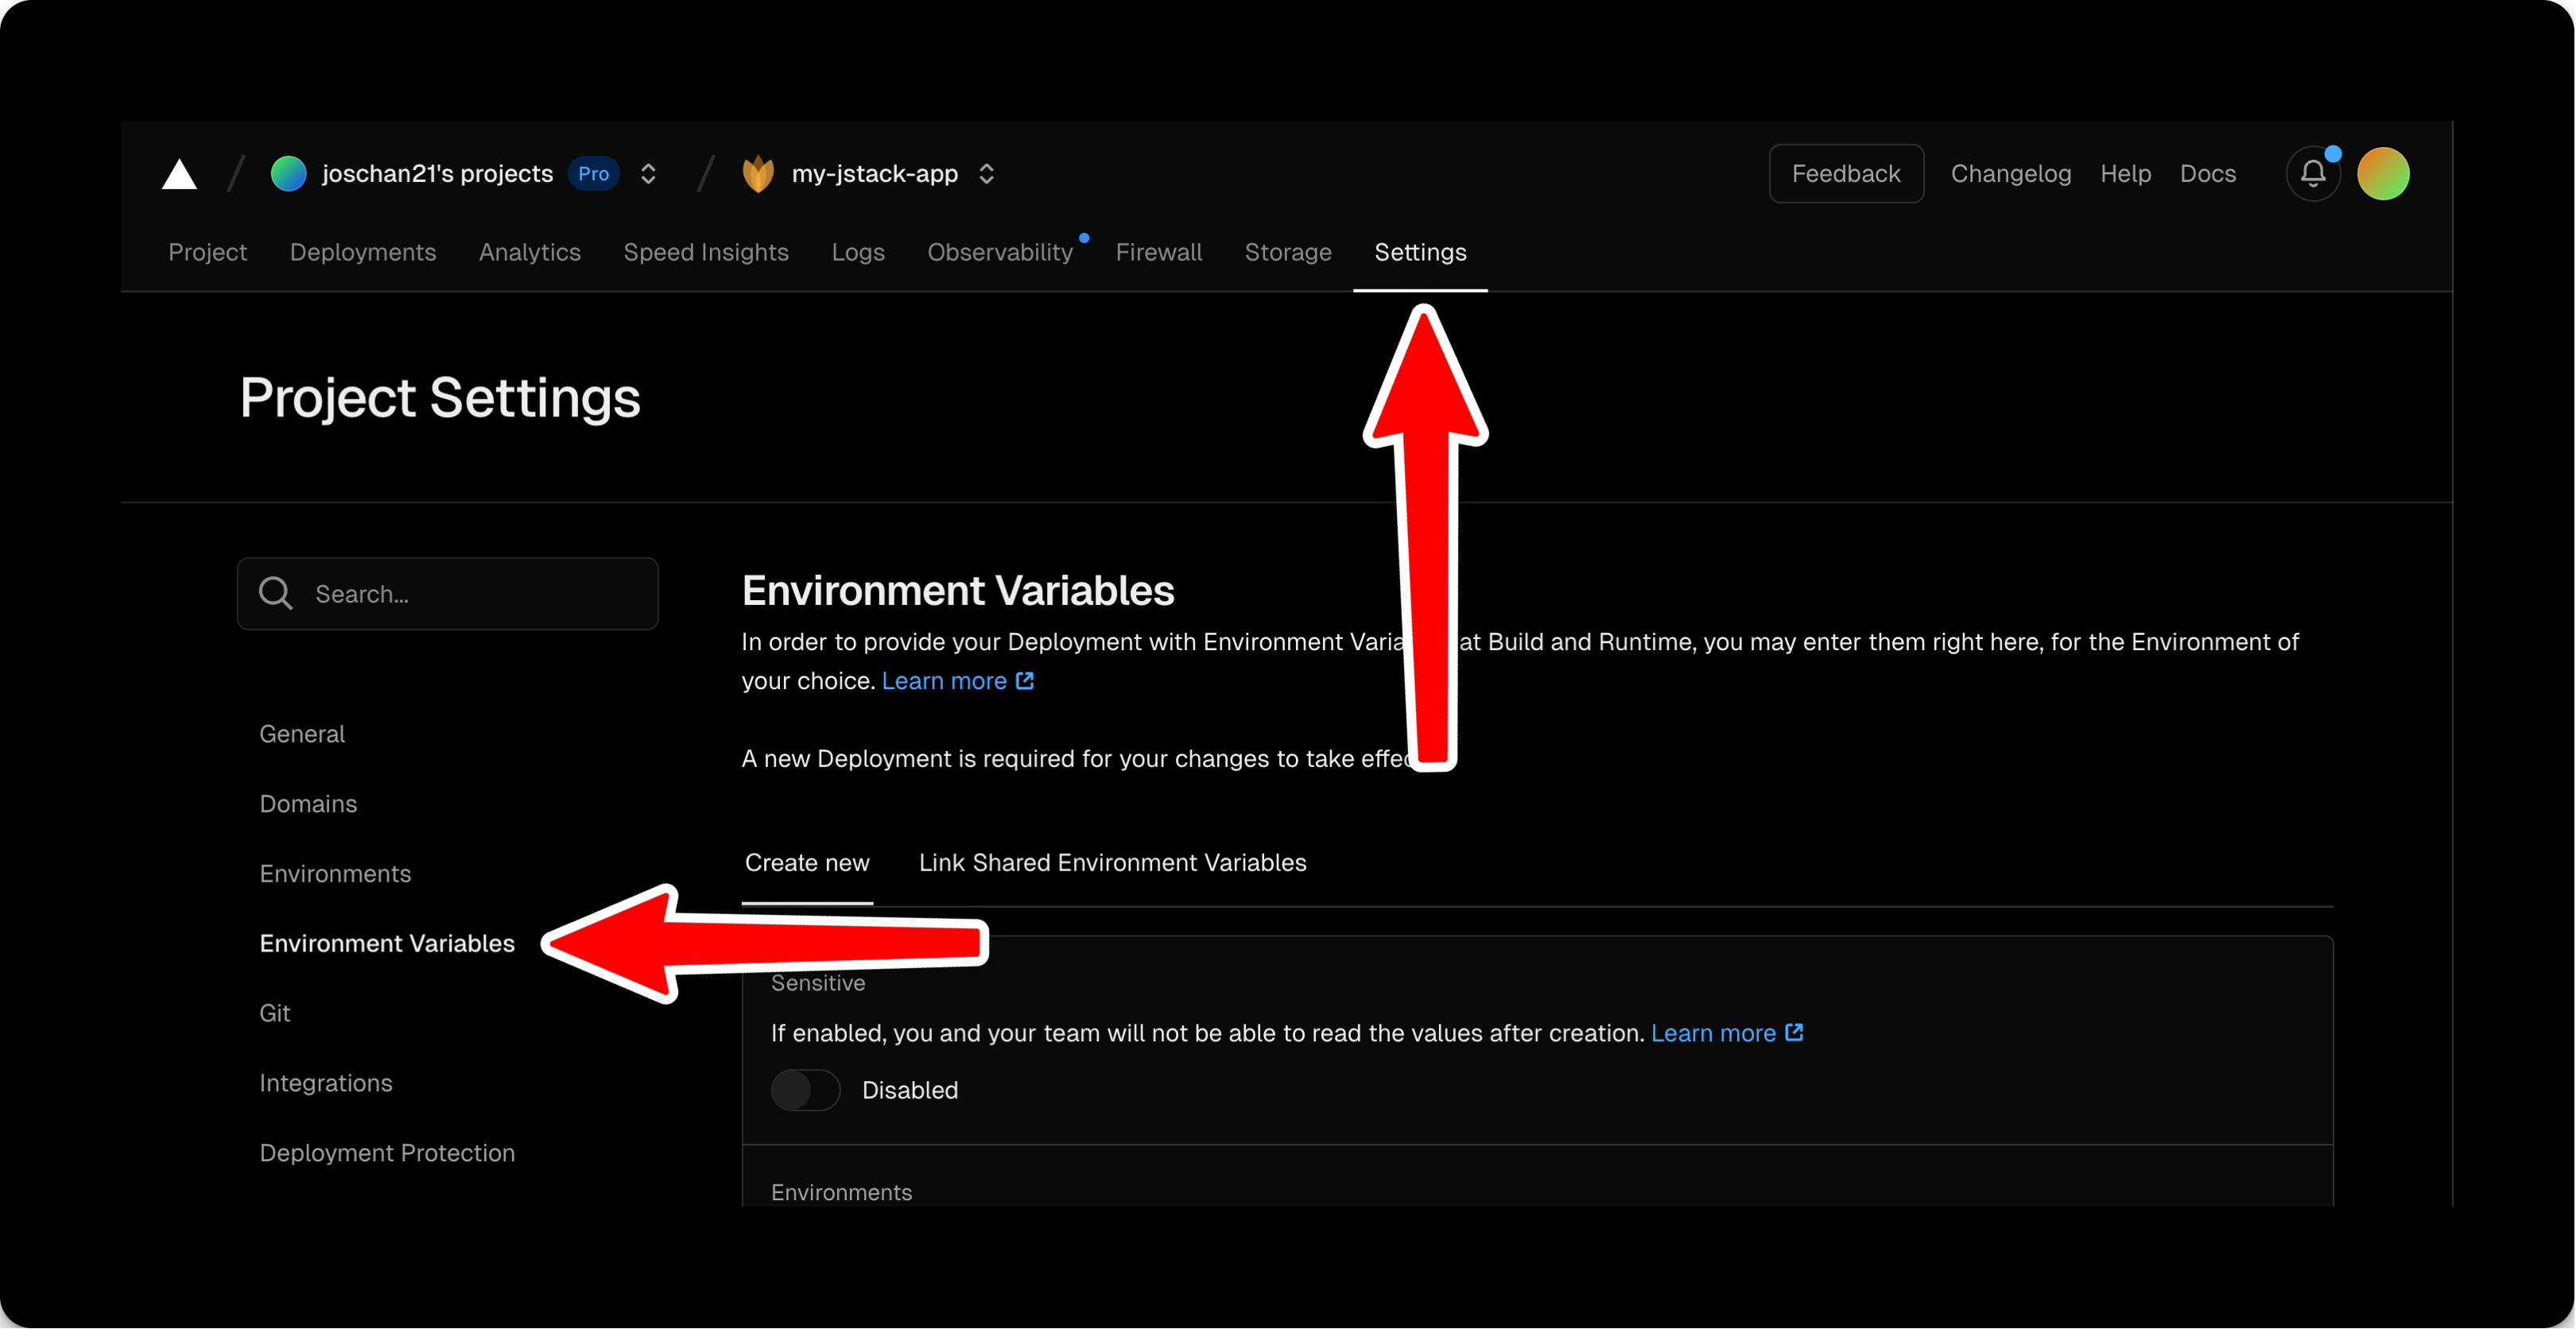 joschan21's projects Pro my-jstack-app Feedback Changelog Help Docs
Project Deployments Analytics Speed Insights Logs Observability Firewall Storage Settings
Project Settings
Search...
General
Domains
Environments
Environment Variables
Git
Integrations
Deployment Protection
Environment Variables
In order to provide your Deployment with Environment at Build and Runtime, you may enter them right here, for the Environment of
your choice. Learn more
A new Deployment is required for your changes to take
Create new Link Shared Environment Variables
Sensitive
If enabled, you and your team will not be able to read the values after creation. Learn more
Disabled
Environments